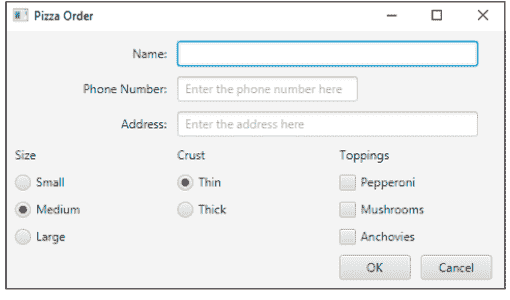 Pizza Order
Name:
Phone Number: Enter the phone number here
Address: Enter the address here
Size Crust Toppings
Small Thin Pepperoni
Medium Thick Mushrooms
Large Anchovies
OK Cancel